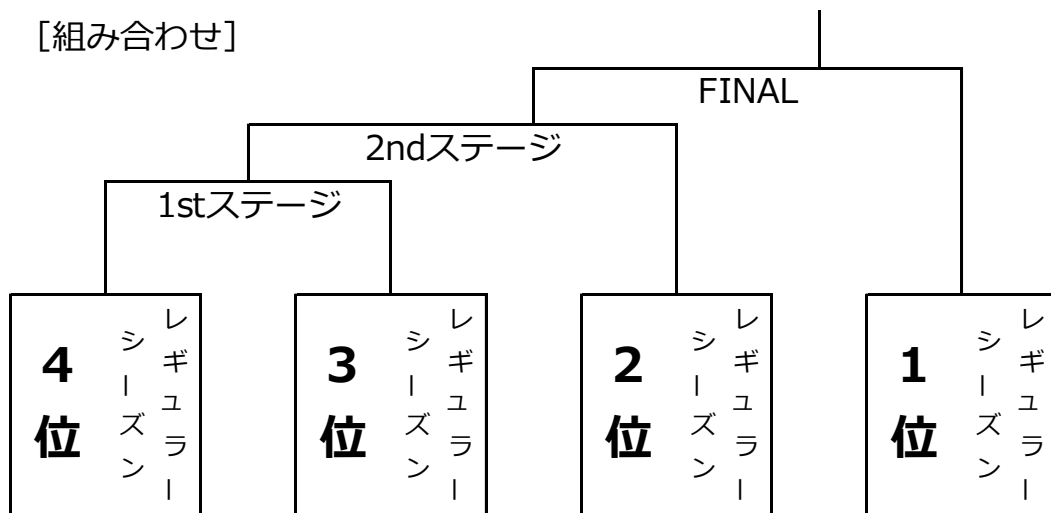 ［組み合わせ］
FINAL
2ndステージ
1stステージ
レギュラー
シーズン
4位
レギュラー
シーズン
3位
レギュラー
シーズン
2位
レギュラー
シーズン
1位